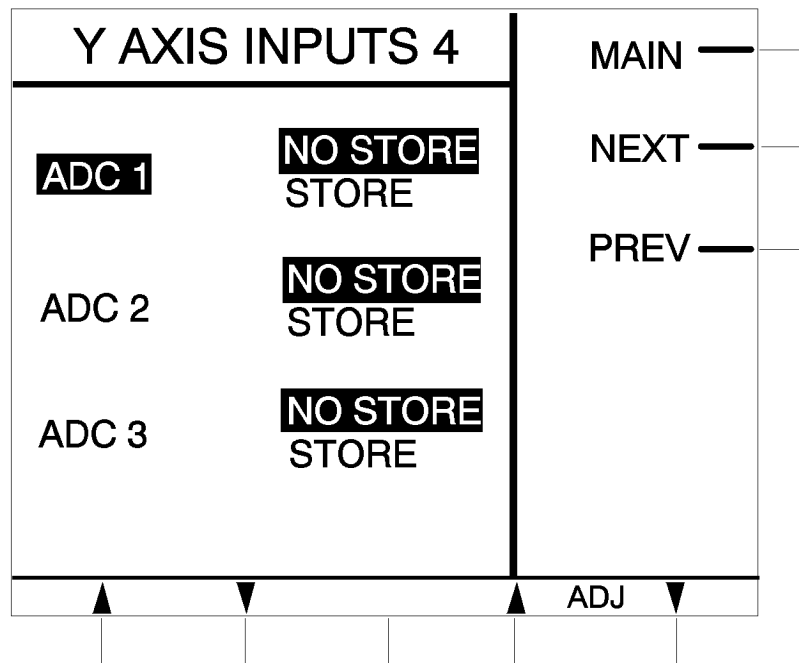 Y AXIS INPUTS 4
MAIN
NEXT
PREV
ADC 1
NO STORE
STORE
ADC 2
NO STORE
STORE
ADC 3
NO STORE
STORE
ADJ